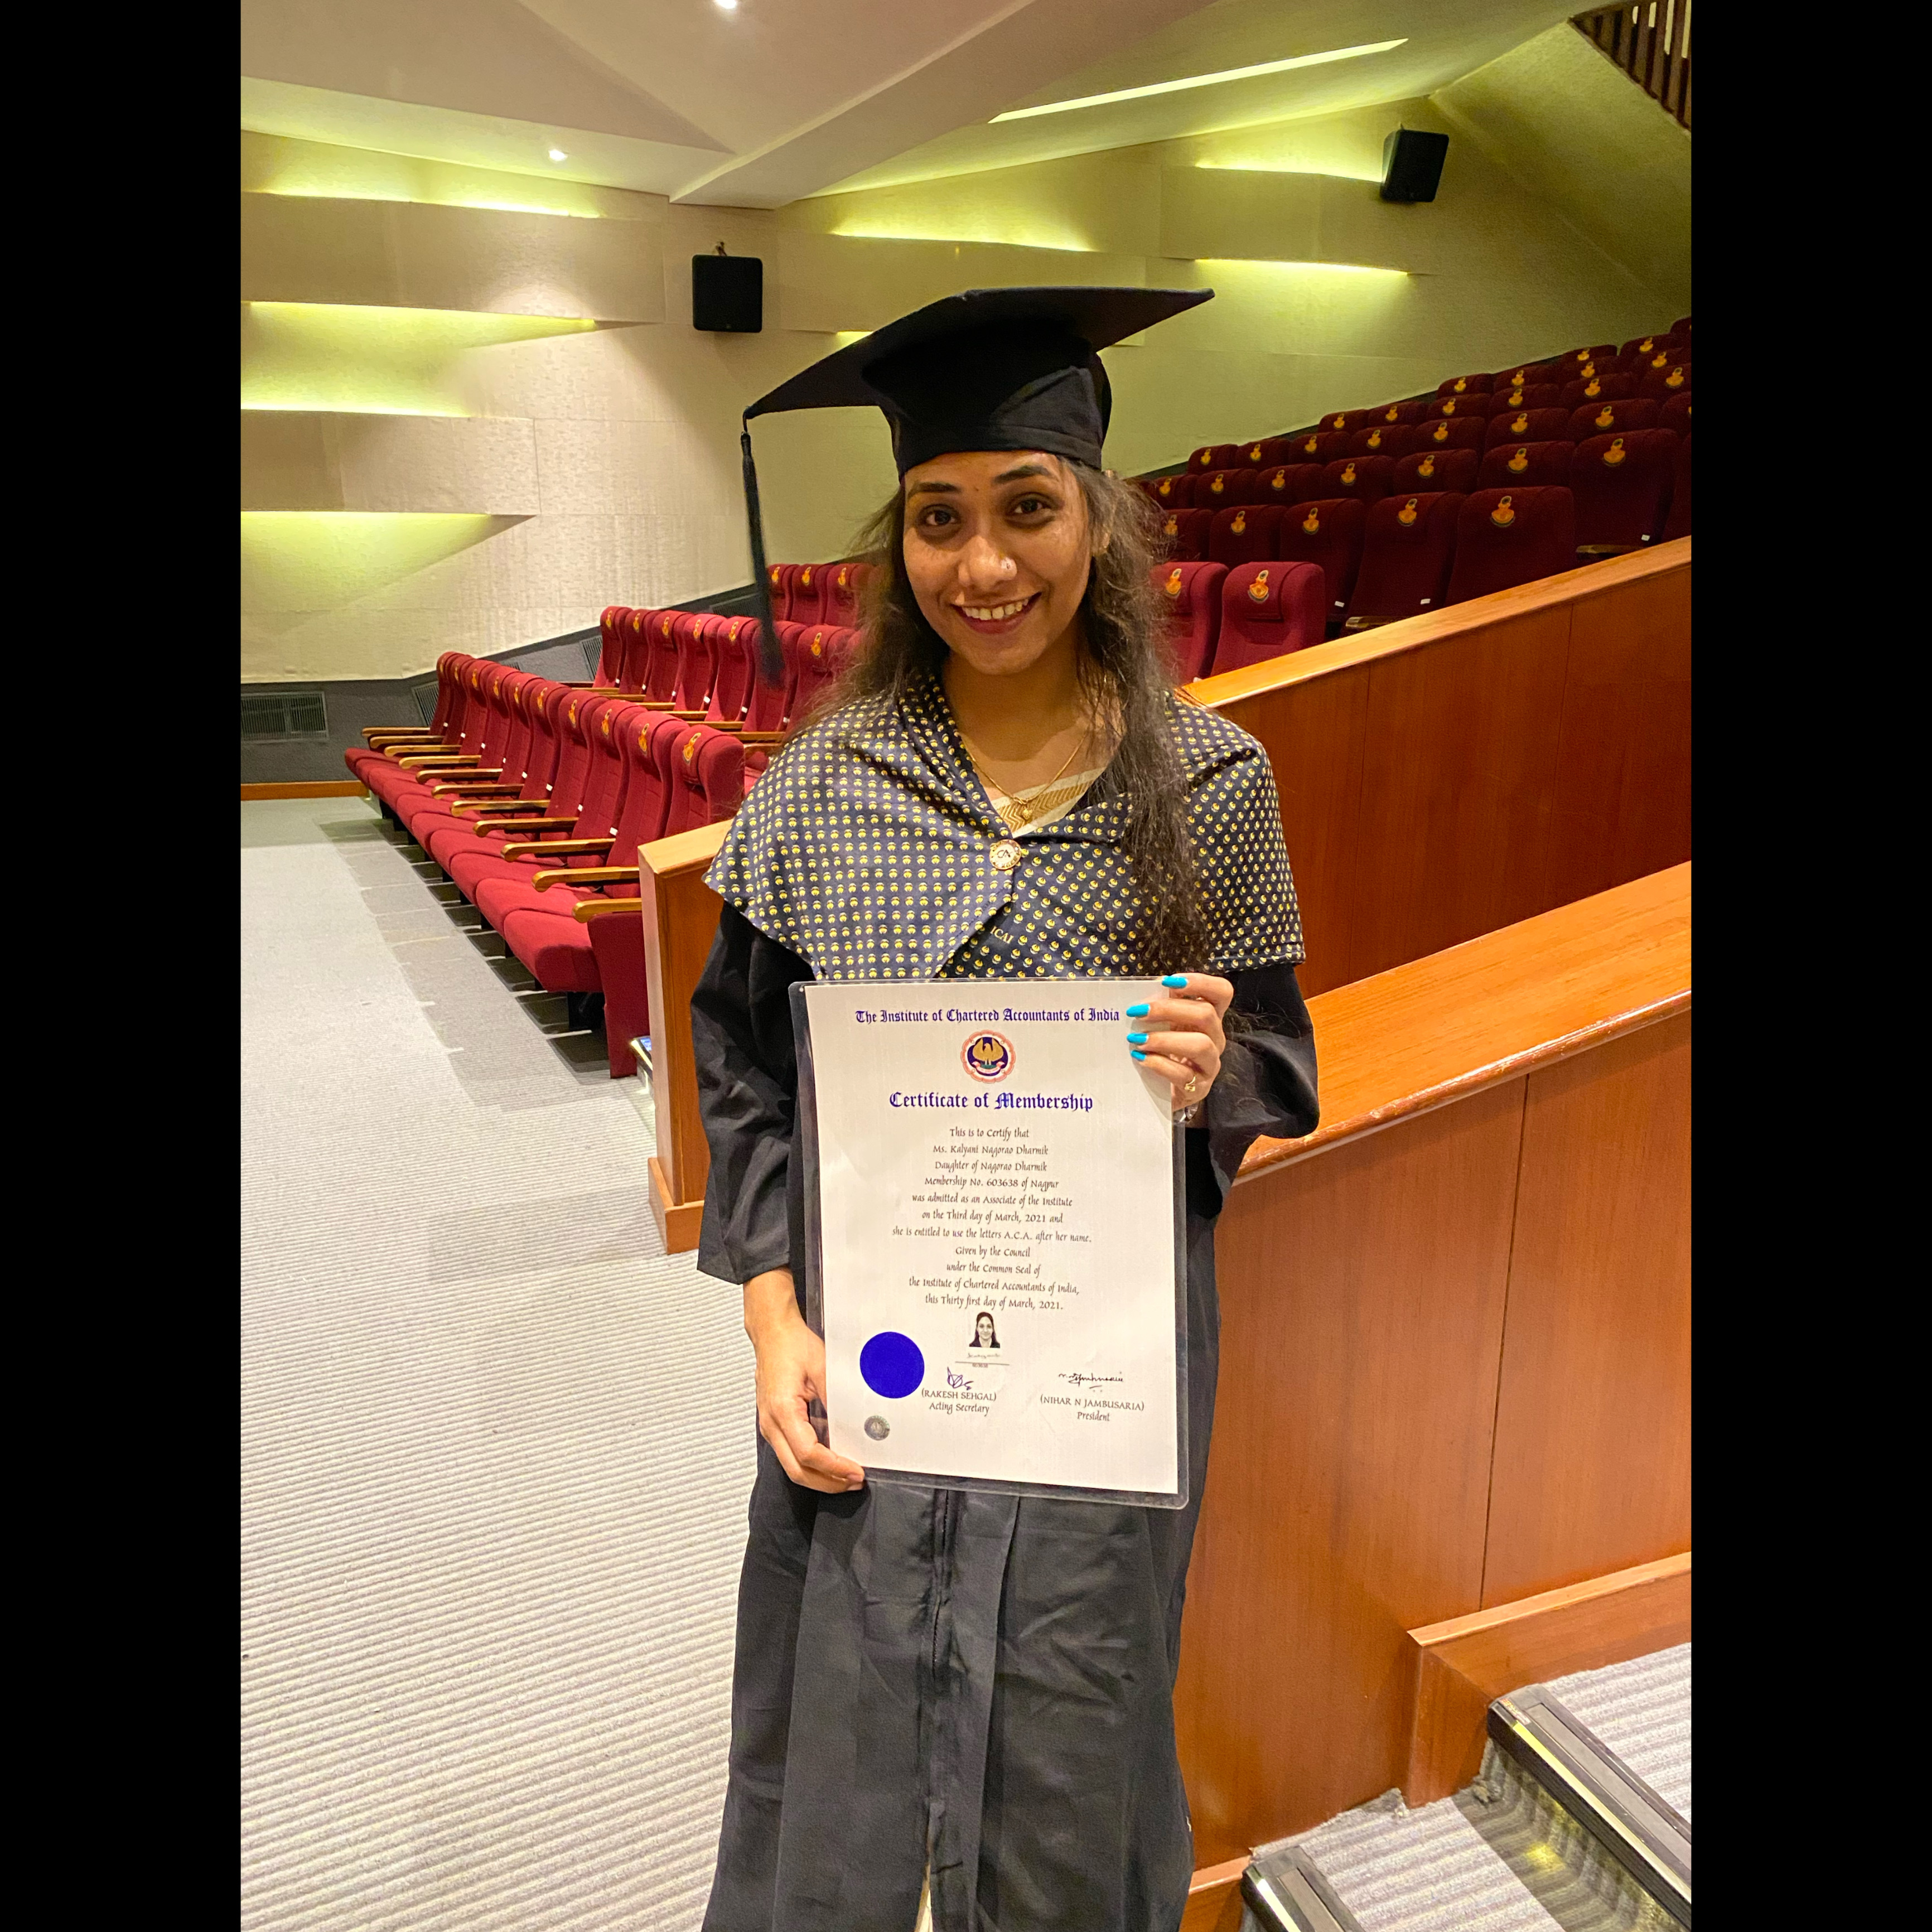 CA
ICAI
The Institute of Chartered Accountants of India
Certificate of Membership
This is to Certify that
Ms. Kalyani Nagorao Dharmik
Daughter of Nagorao Dharmik
Membership No. 603638 of Nagpur
was admitted as an Associate of the Institute
on the Third day of March, 2021 and
she is entitled to use the letters A.C.A. after her name.
Given by the Council
under the Common Seal of
the Institute of Chartered Accountants of India,
this Thirty first day of March, 2021.
(RAKESH SEHGAL)
Acting Secretary
(NIHAR N JAMBUSARIA)
President